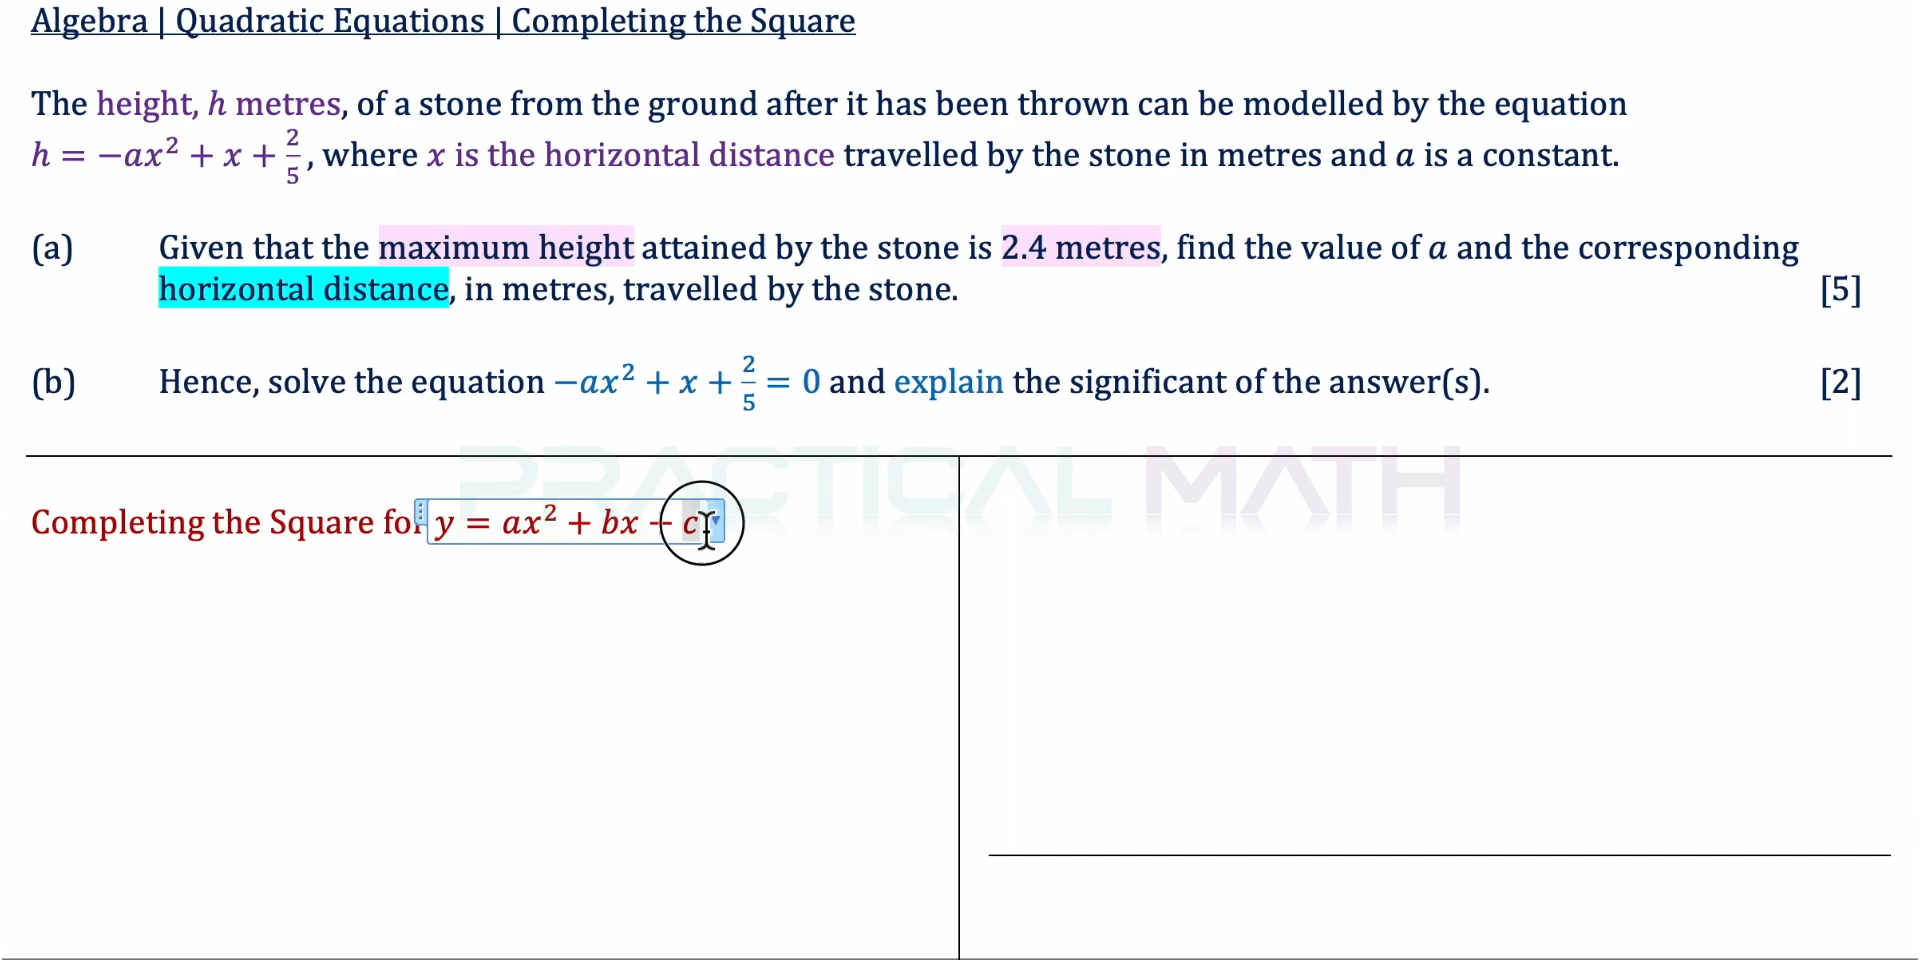 Algebra | Quadratic Equations | Completing the Square
The height, h metres, of a stone from the ground after it has been thrown can be modelled by the equation
h = −ax² + x + 2/5, where x is the horizontal distance travelled by the stone in metres and a is a constant.
(a) Given that the maximum height attained by the stone is 2.4 metres, find the value of a and the corresponding
horizontal distance, in metres, travelled by the stone. [5]
(b) Hence, solve the equation −ax² + x + 2/5 = 0 and explain the significant of the answer(s). [2]
PRACTICAL MATH
Completing the Square for y = ax² + bx + c